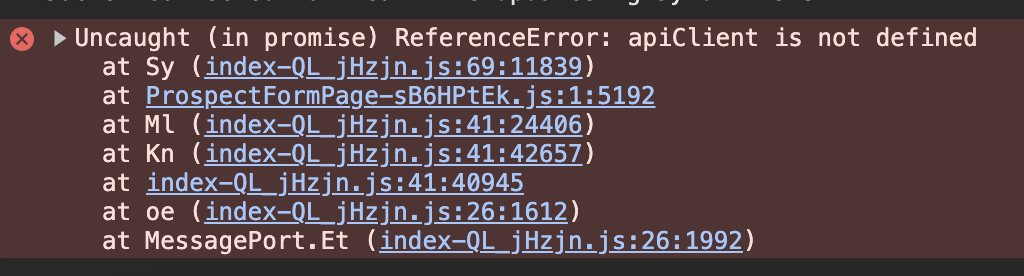 Uncaught (in promise) ReferenceError: apiClient is not defined
at Sy (index-QL_jHzjn.js:69:11839)
at ProspectFormPage-sB6HPtEk.js:1:5192
at Ml (index-QL_jHzjn.js:41:24406)
at Kn (index-QL_jHzjn.js:41:42657)
at index-QL_jHzjn.js:41:40945
at oe (index-QL_jHzjn.js:26:1612)
at MessagePort.Et (index-QL_jHzjn.js:26:1992)